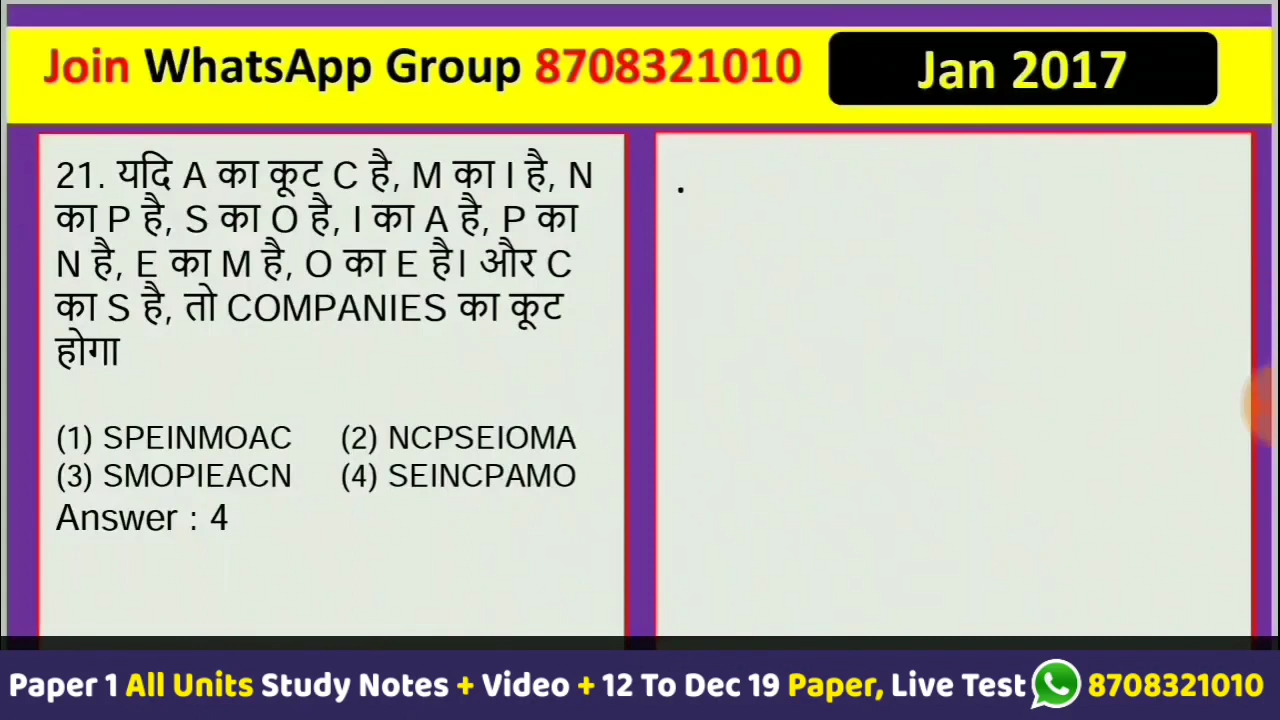 Join WhatsApp Group 8708321010
Jan 2017
21. यदि A का कूट C है, M का I है, N
का P है, S का O है, I का A है, P का
N है, E का M है, O का E है। और C
का S है, तो COMPANIES का कूट
होगा
(1) SPEINMOAC (2) NCPSEIOMA
(3) SMOPIEACN (4) SEINCPAMO
Answer : 4
.
Paper 1 All Units Study Notes + Video + 12 To Dec 19 Paper, Live Test 8708321010